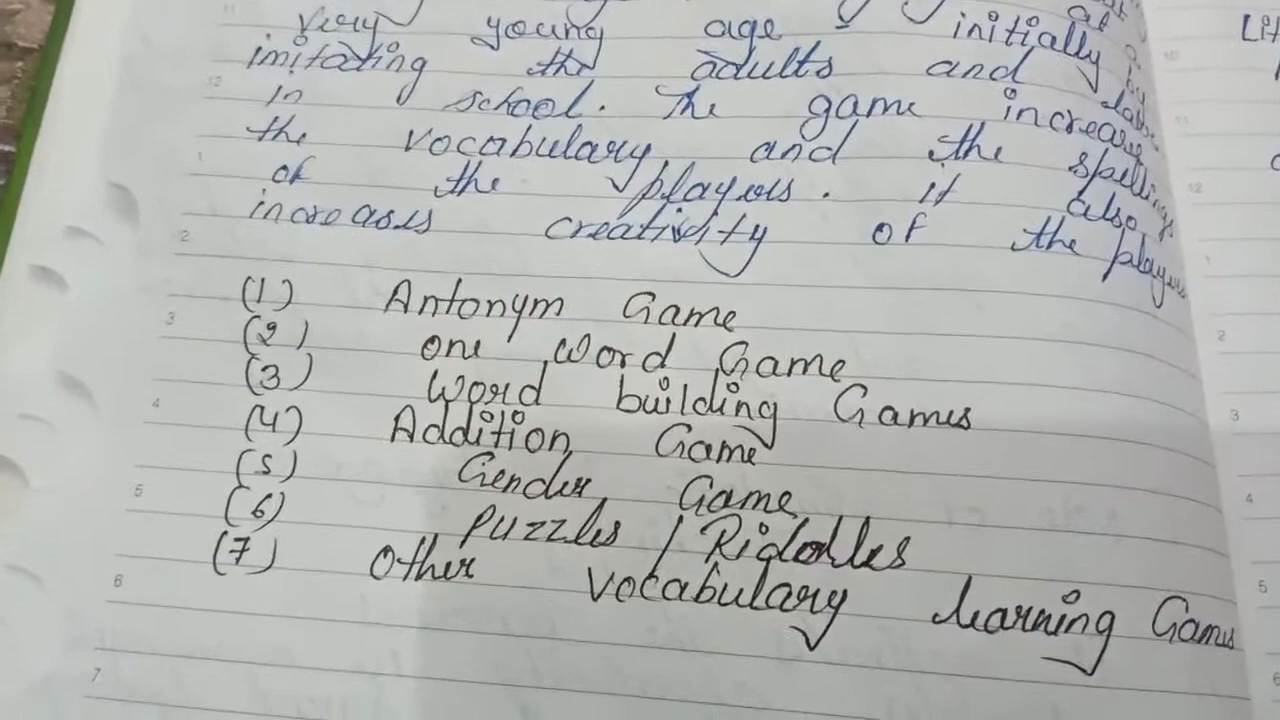 very young age initially
imitating the adults and
in school. The game increases
the vocabulary and the spellings
of the players. it also
increases creativity of the players
(1) Antonym Game
(2) one word Game
(3) word building Games
(4) Addition Game
(5) Gender Game
(6) Puzzles / Riddles
(7) Other vocabulary learning Games